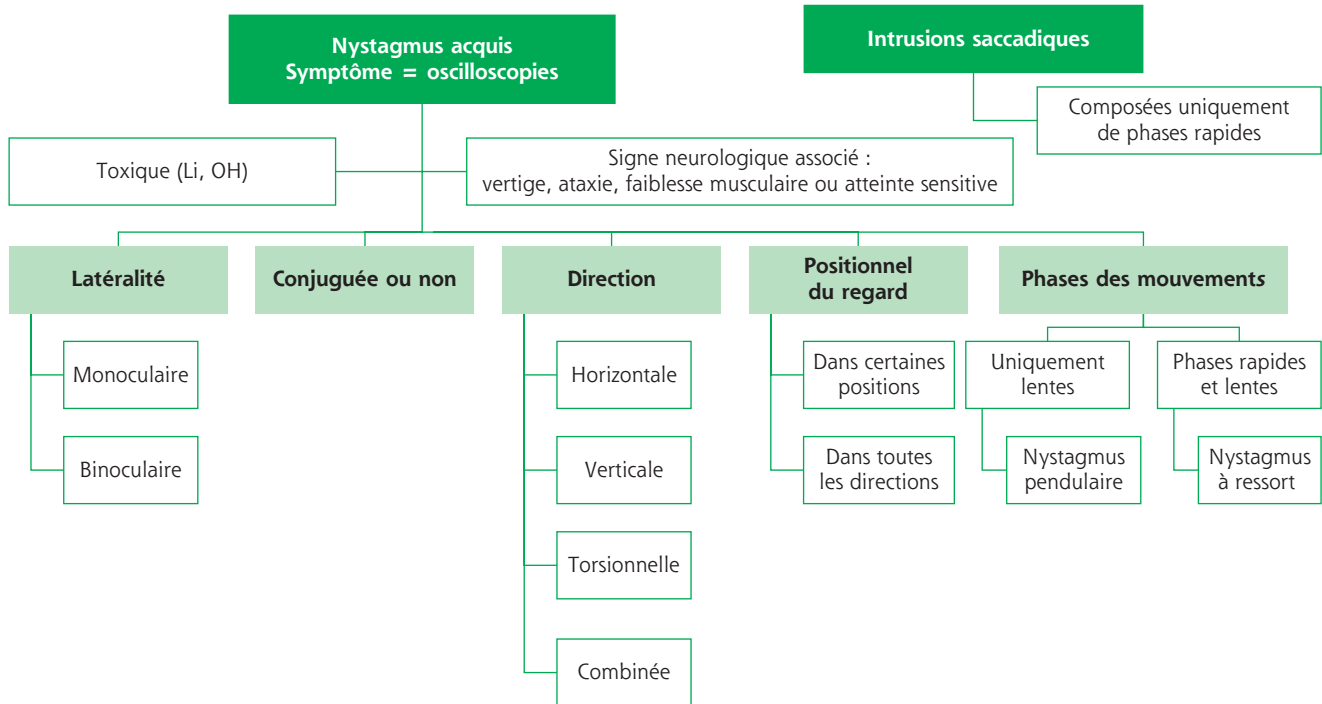 Nystagmus acquis
Symptôme = oscilloscopies
Intrusions saccadiques
Composées uniquement
de phases rapides
Toxique (Li, OH)
Signe neurologique associé :
vertige, ataxie, faiblesse musculaire ou atteinte sensitive
Latéralité
Conjuguée ou non
Direction
Positionnel
du regard
Phases des mouvements
Monoculaire
Binoculaire
Horizontale
Verticale
Torsionnelle
Combinée
Dans certaines
positions
Dans toutes
les directions
Uniquement
lentes
Nystagmus
pendulaire
Phases rapides
et lentes
Nystagmus
à ressort